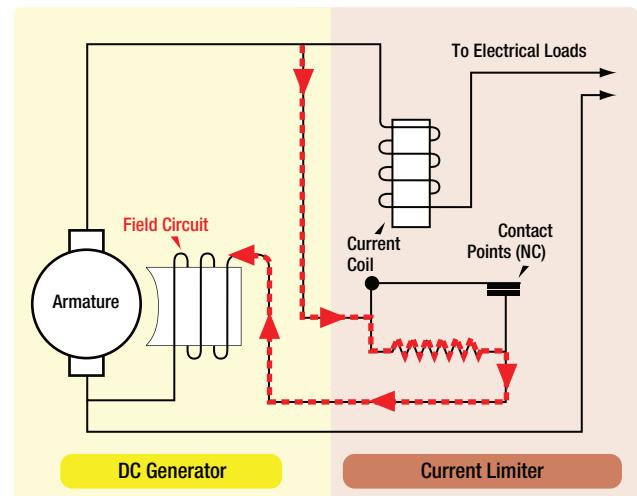 To Electrical Loads
Field Circuit
Current
Coil
Contact
Points (NC)
Armature
DC Generator
Current Limiter